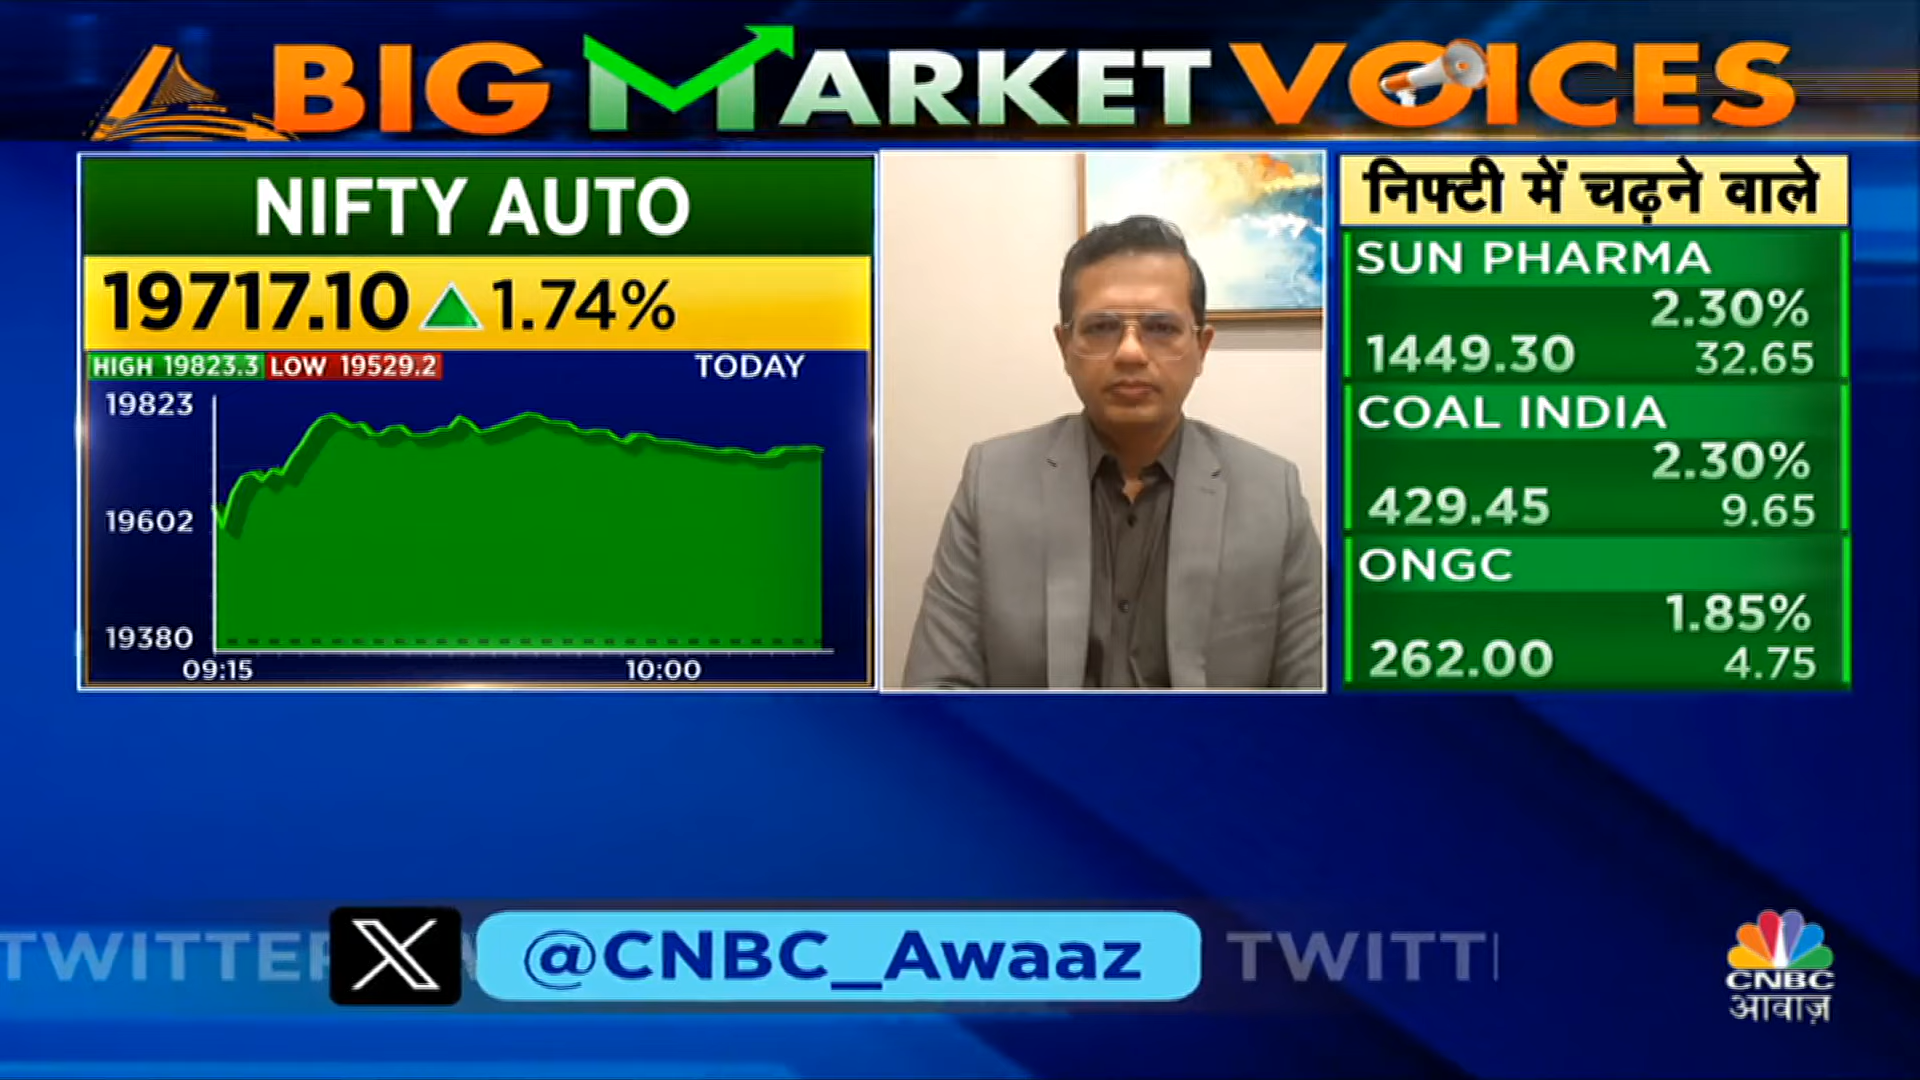 BIG MARKET VOICES
NIFTY AUTO
19717.10 1.74%
HIGH 19823.3 LOW 19529.2 TODAY
19823
19602
19380
09:15 10:00
निफ्टी में चढ़ने वाले
SUN PHARMA
2.30%
1449.30 32.65
COAL INDIA
2.30%
429.45 9.65
ONGC
1.85%
262.00 4.75
TWITTER X @CNBC_Awaaz TWITT
CNBC
आवाज़